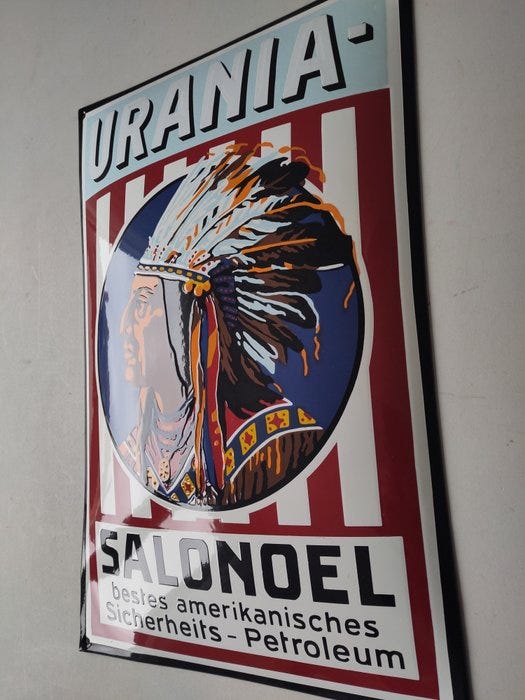 URANIA-
SALONOEL
bestes amerikanisches
Sicherheits-Petroleum